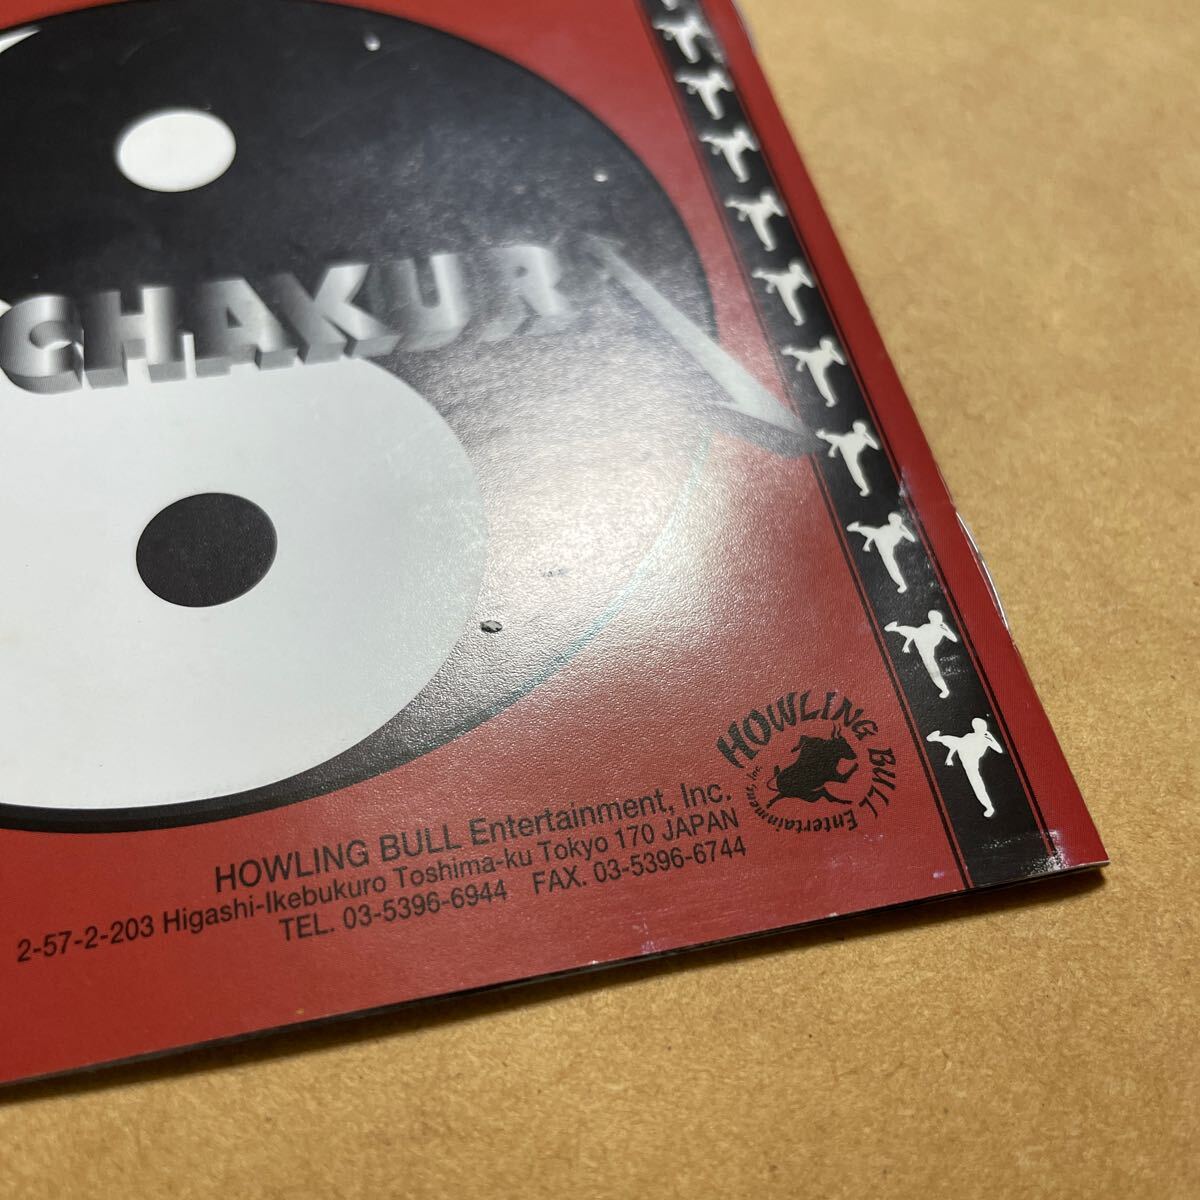 CHAKUR
HOWLING BULL
Entertainment, Inc.
HOWLING BULL Entertainment, Inc.
2-57-2-203 Higashi-Ikebukuro Toshima-ku Tokyo 170 JAPAN
TEL. 03-5396-6944 FAX. 03-5396-6744